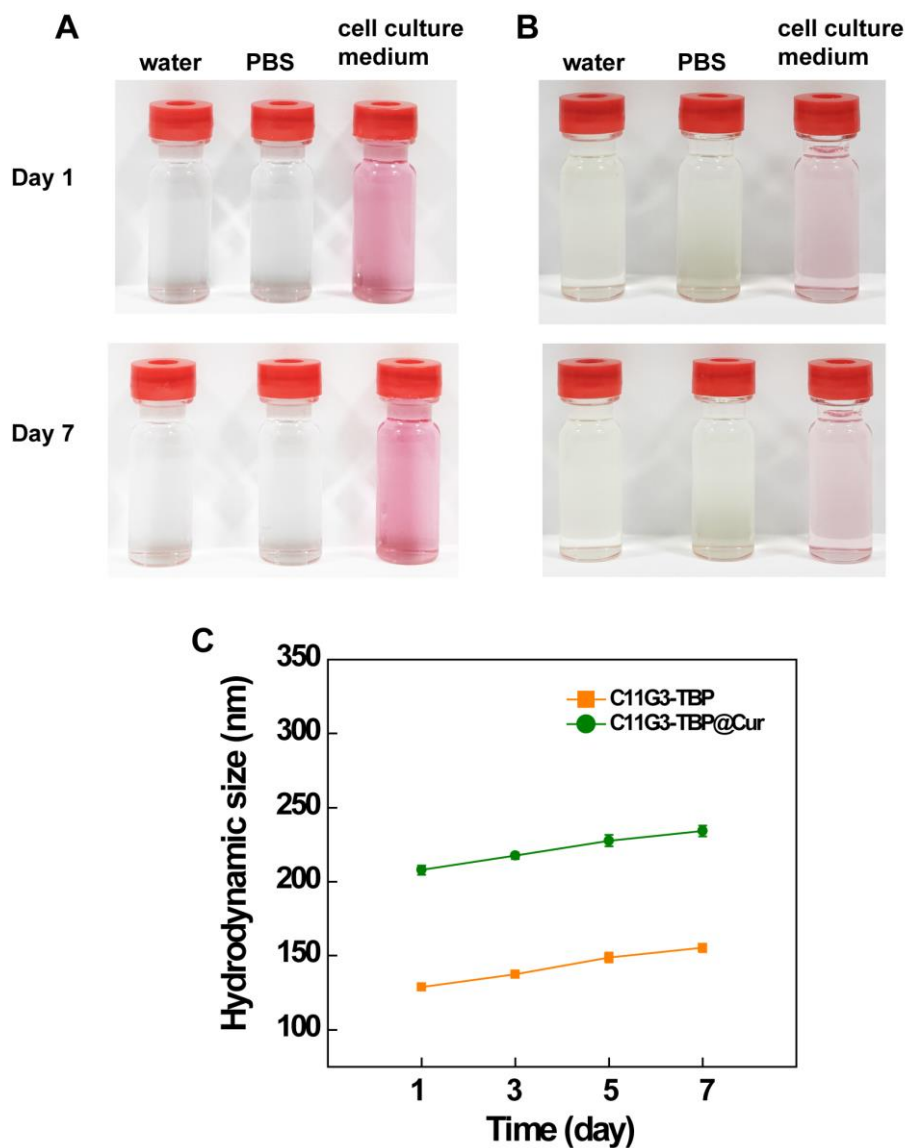 A
water
PBS
cell culture
medium
B
water
PBS
cell culture
medium
Day 1
Day 7
C
350
300
250
200
150
100
Hydrodynamic size (nm)
C11G3-TBP
C11G3-TBP@Cur
1 3 5 7
Time (day)